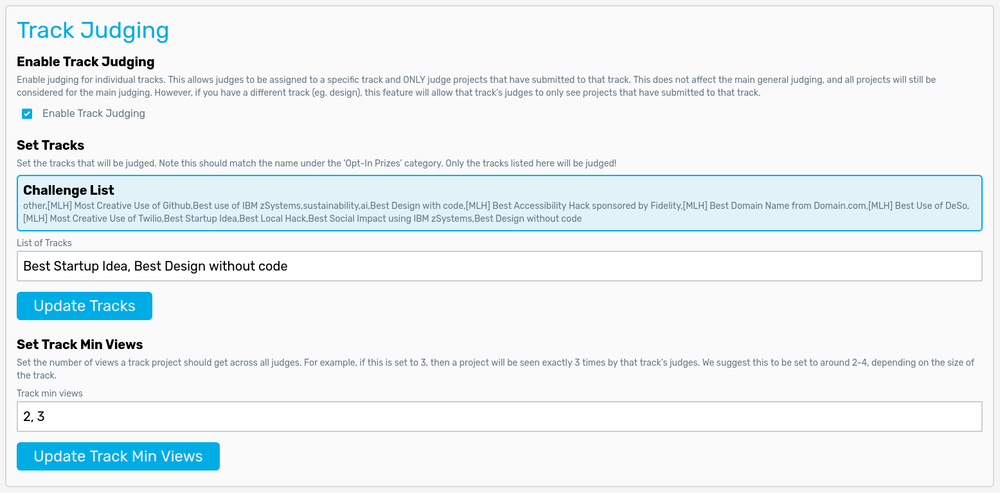 Track Judging
Enable Track Judging
Enable judging for individual tracks. This allows judges to be assigned to a specific track and ONLY judge projects that have submitted to that track. This does not affect the main general judging, and all projects will still be
considered for the main judging. However, if you have a different track (eg. design), this feature will allow that track's judges to only see projects that have submitted to that track.
Enable Track Judging
Set Tracks
Set the tracks that will be judged. Note this should match the name under the 'Opt-In Prizes' category. Only the tracks listed here will be judged!
Challenge List
other,[MLH] Most Creative Use of Github,Best use of IBM zSystems,sustainability,ai,Best Design with code,[MLH] Best Accessibility Hack sponsored by Fidelity,[MLH] Best Domain Name from Domain.com,[MLH] Best Use of DeSo,
[MLH] Most Creative Use of Twilio,Best Startup Idea,Best Local Hack,Best Social Impact using IBM zSystems,Best Design without code
List of Tracks
Best Startup Idea, Best Design without code
Update Tracks
Set Track Min Views
Set the number of views a track project should get across all judges. For example, if this is set to 3, then a project will be seen exactly 3 times by that track's judges. We suggest this to be set to around 2-4, depending on the size of
the track.
Track min views
2, 3
Update Track Min Views